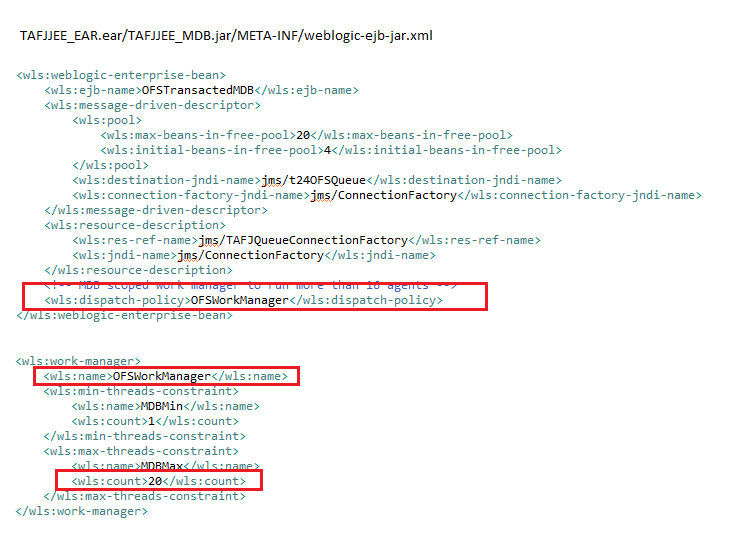 TAFJJEE_EAR.ear/TAFJJEE_MDB.jar/META-INF/weblogic-ejb-jar.xml
<wls:weblogic-enterprise-bean>
<wls:ejb-name>OFSTransactedMDB</wls:ejb-name>
<wls:message-driven-descriptor>
<wls:pool>
<wls:max-beans-in-free-pool>20</wls:max-beans-in-free-pool>
<wls:initial-beans-in-free-pool>4</wls:initial-beans-in-free-pool>
</wls:pool>
<wls:destination-jndi-name>jms/t24OFSQueue</wls:destination-jndi-name>
<wls:connection-factory-jndi-name>jms/ConnectionFactory</wls:connection-factory-jndi-name>
</wls:message-driven-descriptor>
<wls:resource-description>
<wls:res-ref-name>jms/TAFJQueueConnectionFactory</wls:res-ref-name>
<wls:jndi-name>jms/ConnectionFactory</wls:jndi-name>
</wls:resource-description>
<!-- MDB scoped work manager to run more than 16 agents -->
<wls:dispatch-policy>OFSWorkManager</wls:dispatch-policy>
</wls:weblogic-enterprise-bean>
<wls:work-manager>
<wls:name>OFSWorkManager</wls:name>
<wls:min-threads-constraint>
<wls:name>MDBMin</wls:name>
<wls:count>1</wls:count>
</wls:min-threads-constraint>
<wls:max-threads-constraint>
<wls:name>MDBMax</wls:name>
<wls:count>20</wls:count>
</wls:max-threads-constraint>
</wls:work-manager>